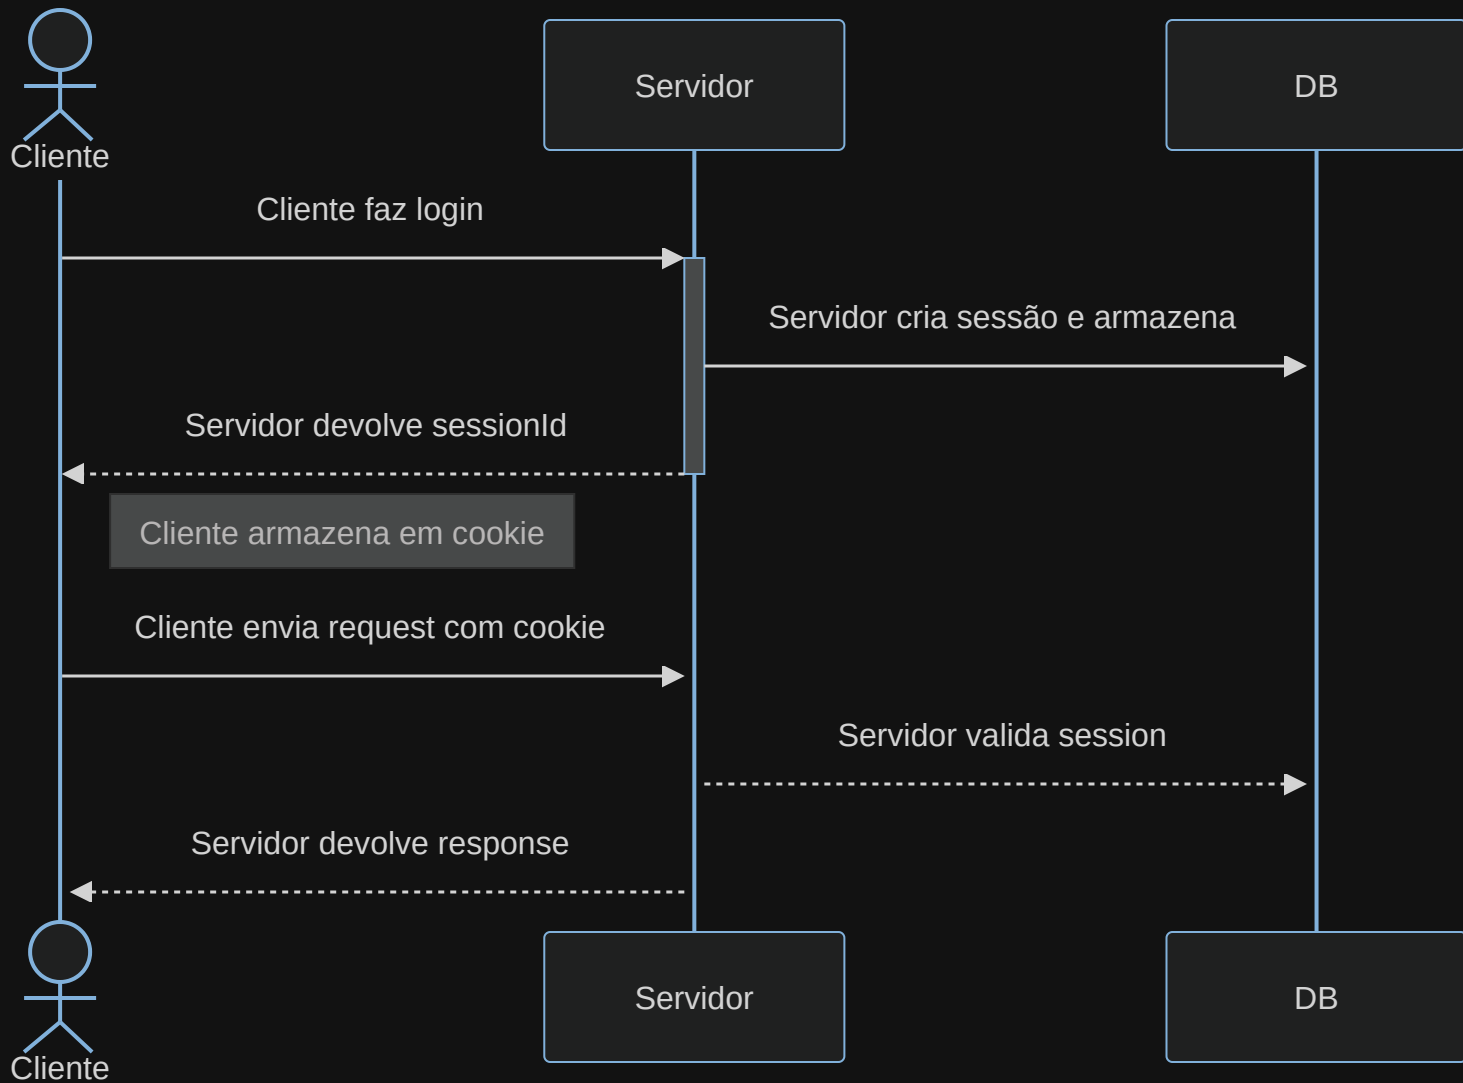 Servidor
DB
Cliente
Cliente faz login
Servidor cria sessão e armazena
Servidor devolve sessionId
Cliente armazena em cookie
Cliente envia request com cookie
Servidor valida session
Servidor devolve response
Servidor
DB
Cliente